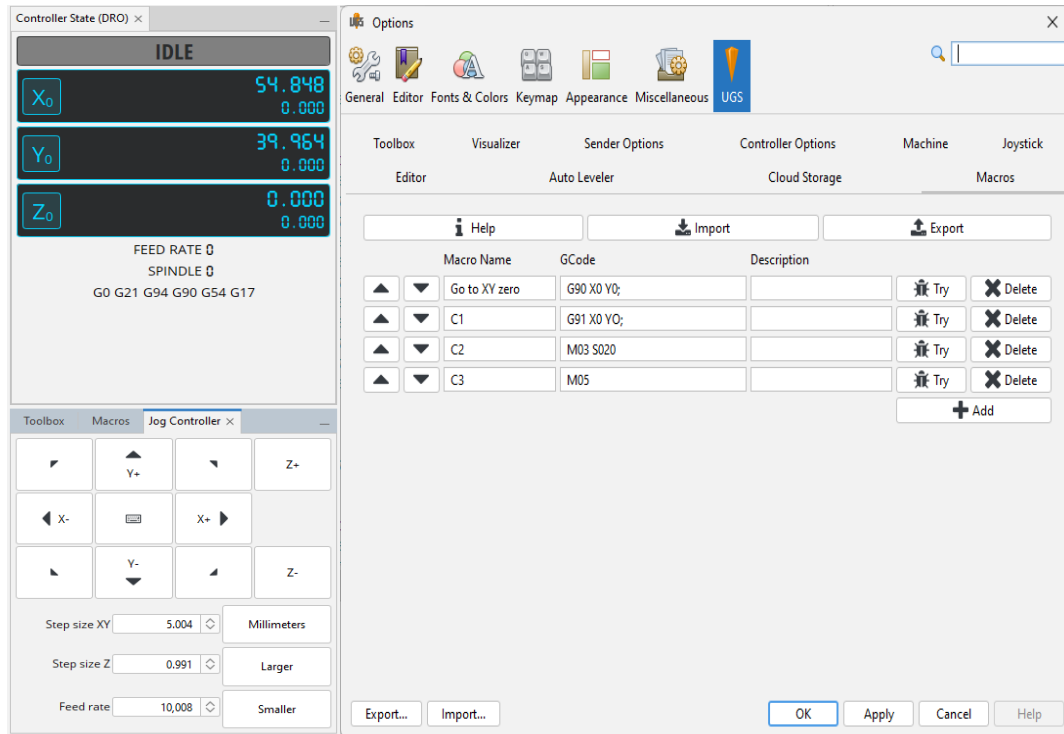 Controller State (DRO) ×
IDLE
X0 54.848
0.000
Y0 39.964
0.000
Z0 0.000
0.000
FEED RATE 0
SPINDLE 0
G0 G21 G94 G90 G54 G17
Toolbox Macros Jog Controller ×
Y+ Z+
X- X+
Y- Z-
Step size XY 5.004 Millimeters
Step size Z 0.991 Larger
Feed rate 10,008 Smaller
UGS Options
General Editor Fonts & Colors Keymap Appearance Miscellaneous UGS
Toolbox Visualizer Sender Options Controller Options Machine Joystick
Editor Auto Leveler Cloud Storage Macros
Help Import Export
Macro Name GCode Description
Go to XY zero G90 X0 Y0; Try Delete
C1 G91 X0 YO; Try Delete
C2 M03 S020 Try Delete
C3 M05 Try Delete
Add
Export... Import... OK Apply Cancel Help